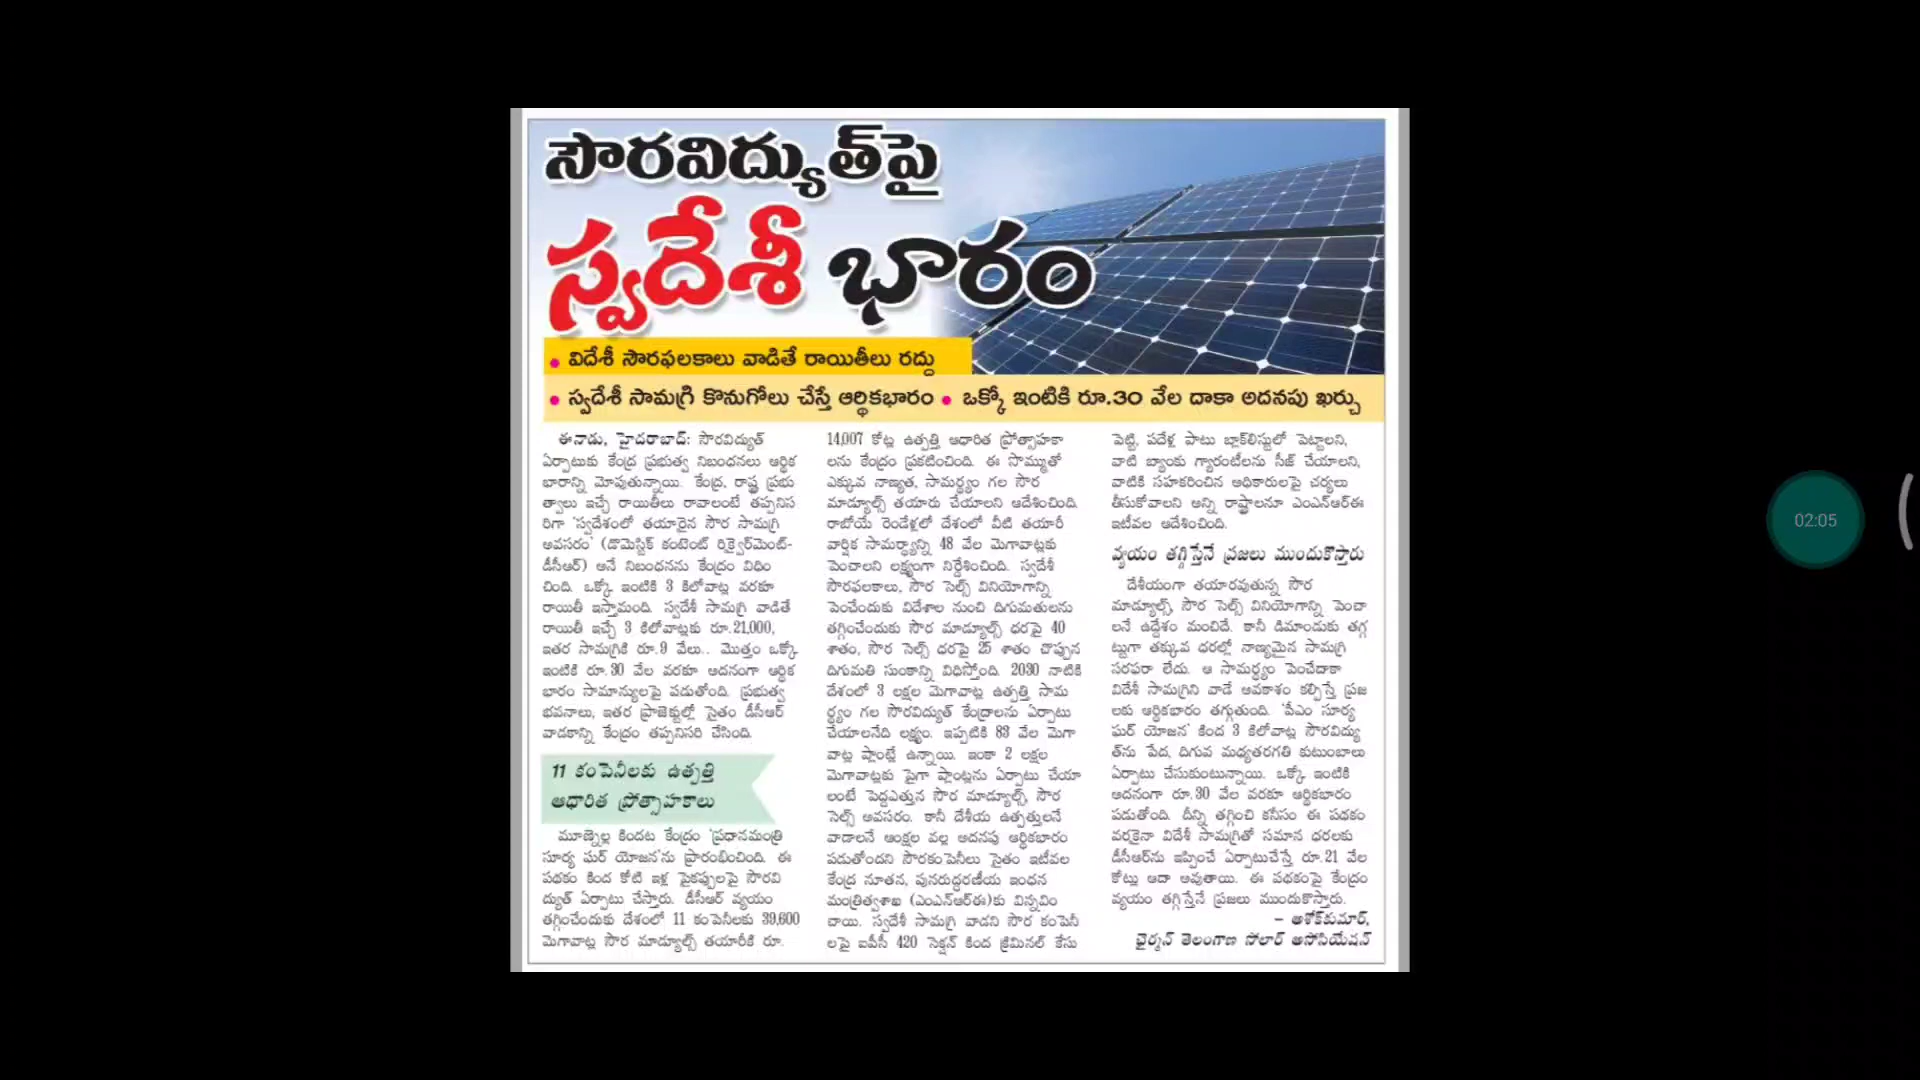 సౌరవిద్యుత్‌పై
స్వదేశీ భారం
• విదేశీ సౌరఫలకాలు వాడితే రాయితీలు రద్దు
• స్వదేశీ సామగ్రి కొనుగోలు చేస్తే ఆర్థికభారం • ఒక్కో ఇంటికి రూ.30 వేల దాకా అదనపు ఖర్చు
ఈనాడు, హైదరాబాద్: సౌరవిద్యుత్
ఏర్పాటుకు కేంద్ర ప్రభుత్వ నిబంధనలు ఆర్థిక
భారాన్ని మోపుతున్నాయి. కేంద్ర, రాష్ట్ర ప్రభు
త్వాలు ఇచ్చే రాయితీలు రావాలంటే తప్పనిస
రిగా 'స్వదేశంలో తయారైన సౌర సామగ్రి
అవసరం' (డొమెస్టిక్ కంటెంట్ రిక్వైర్‌మెంట్-
డీసీఆర్) అనే నిబంధనను కేంద్రం విధిం
చింది. ఒక్కో ఇంటికి 3 కిలోవాట్ల వరకూ
రాయితీ ఇస్తామంది. స్వదేశీ సామగ్రి వాడితే
రాయితీ ఇచ్చే 3 కిలోవాట్లకు రూ.21,000,
ఇతర సామగ్రికి రూ.9 వేలు.. మొత్తం ఒక్కో
ఇంటికి రూ.30 వేల వరకూ అదనంగా ఆర్థిక
భారం సామాన్యులపై పడుతోంది. ప్రభుత్వ
భవనాలు, ఇతర ప్రాజెక్టుల్లో సైతం డీసీఆర్
వాడకాన్ని కేంద్రం తప్పనిసరి చేసింది.
11 కంపెనీలకు ఉత్పత్తి
ఆధారిత ప్రోత్సాహకాలు
మూణ్నెల్ల కిందట కేంద్రం 'ప్రధానమంత్రి
సూర్య ఘర్ యోజన'ను ప్రారంభించింది. ఈ
పథకం కింద కోటి ఇళ్ల పైకప్పులపై సౌరవి
ద్యుత్ ఏర్పాటు చేస్తారు. డీసీఆర్ వ్యయం
తగ్గించేందుకు దేశంలో 11 కంపెనీలకు 39,600
మెగావాట్ల సౌర మాడ్యూల్స్ తయారీకి రూ.
14,007 కోట్ల ఉత్పత్తి ఆధారిత ప్రోత్సాహకా
లను కేంద్రం ప్రకటించింది. ఈ సొమ్ముతో
ఎక్కువ నాణ్యత, సామర్థ్యం గల సౌర
మాడ్యూల్స్ తయారు చేయాలని ఆదేశించింది.
రాబోయే రెండేళ్లలో దేశంలో వీటి తయారీ
వార్షిక సామర్థ్యాన్ని 48 వేల మెగావాట్లకు
పెంచాలని లక్ష్యంగా నిర్దేశించింది. స్వదేశీ
సౌరఫలకాలు, సౌర సెల్స్ వినియోగాన్ని
పెంచేందుకు విదేశాల నుంచి దిగుమతులను
తగ్గించేందుకు సౌర మాడ్యూల్స్ ధరపై 40
శాతం, సౌర సెల్స్ ధరపై 25 శాతం చొప్పున
దిగుమతి సుంకాన్ని విధిస్తోంది. 2030 నాటికి
దేశంలో 3 లక్షల మెగావాట్ల ఉత్పత్తి సామ
ర్థ్యం గల సౌరవిద్యుత్ కేంద్రాలను ఏర్పాటు
చేయాలనేది లక్ష్యం. ఇప్పటికి 83 వేల మెగా
వాట్ల ప్లాంట్లే ఉన్నాయి. ఇంకా 2 లక్షల
మెగావాట్లకు పైగా ప్లాంట్లను ఏర్పాటు చేయా
లంటే పెద్దఎత్తున సౌర మాడ్యూల్స్, సౌర
సెల్స్ అవసరం. కానీ దేశీయ ఉత్పత్తులనే
వాడాలనే ఆంక్షల వల్ల అదనపు ఆర్థికభారం
పడుతోందని సౌరకంపెనీలు సైతం ఇటీవల
కేంద్ర నూతన, పునరుద్ధరణీయ ఇంధన
మంత్రిత్వశాఖ (ఎంఎన్ఆర్ఈ)కు విన్నవిం
చాయి. స్వదేశీ సామగ్రి వాడని సౌర కంపెనీ
లపై ఐపీసీ 420 సెక్షన్ కింద క్రిమినల్ కేసు
పెట్టి, పదేళ్ల పాటు బ్లాక్‌లిస్టులో పెట్టాలని,
వాటి బ్యాంకు గ్యారంటీలను సీజ్ చేయాలని,
వాటికి సహకరించిన అధికారులపై చర్యలు
తీసుకోవాలని అన్ని రాష్ట్రాలనూ ఎంఎన్ఆర్ఈ
ఇటీవల ఆదేశించింది.
వ్యయం తగ్గిస్తేనే ప్రజలు ముందుకొస్తారు
దేశీయంగా తయారవుతున్న సౌర
మాడ్యూల్స్, సౌర సెల్స్ వినియోగాన్ని పెంచా
లనే ఉద్దేశం మంచిదే. కానీ డిమాండుకు తగ్గ
ట్టుగా తక్కువ ధరల్లో నాణ్యమైన సామగ్రి
సరఫరా లేదు. ఆ సామర్థ్యం పెంచేదాకా
విదేశీ సామగ్రిని వాడే అవకాశం కల్పిస్తే ప్రజ
లకు ఆర్థికభారం తగ్గుతుంది. 'పీఎం సూర్య
ఘర్ యోజన' కింద 3 కిలోవాట్ల సౌరవిద్యు
త్‌ను పేద, దిగువ మధ్యతరగతి కుటుంబాలు
ఏర్పాటు చేసుకుంటున్నాయి. ఒక్కో ఇంటికి
అదనంగా రూ.30 వేల వరకూ ఆర్థికభారం
పడుతోంది. దీన్ని తగ్గించి కనీసం ఈ పథకం
వరకైనా విదేశీ సామగ్రితో సమాన ధరలకు
డీసీఆర్‌ను ఇప్పించే ఏర్పాటుచేస్తే రూ.21 వేల
కోట్లు ఆదా అవుతాయి. ఈ పథకంపై కేంద్రం
వ్యయం తగ్గిస్తేనే ప్రజలు ముందుకొస్తారు.
– అశోక్‌కుమార్,
ఛైర్మన్ తెలంగాణ సోలార్ అసోసియేషన్
02:05